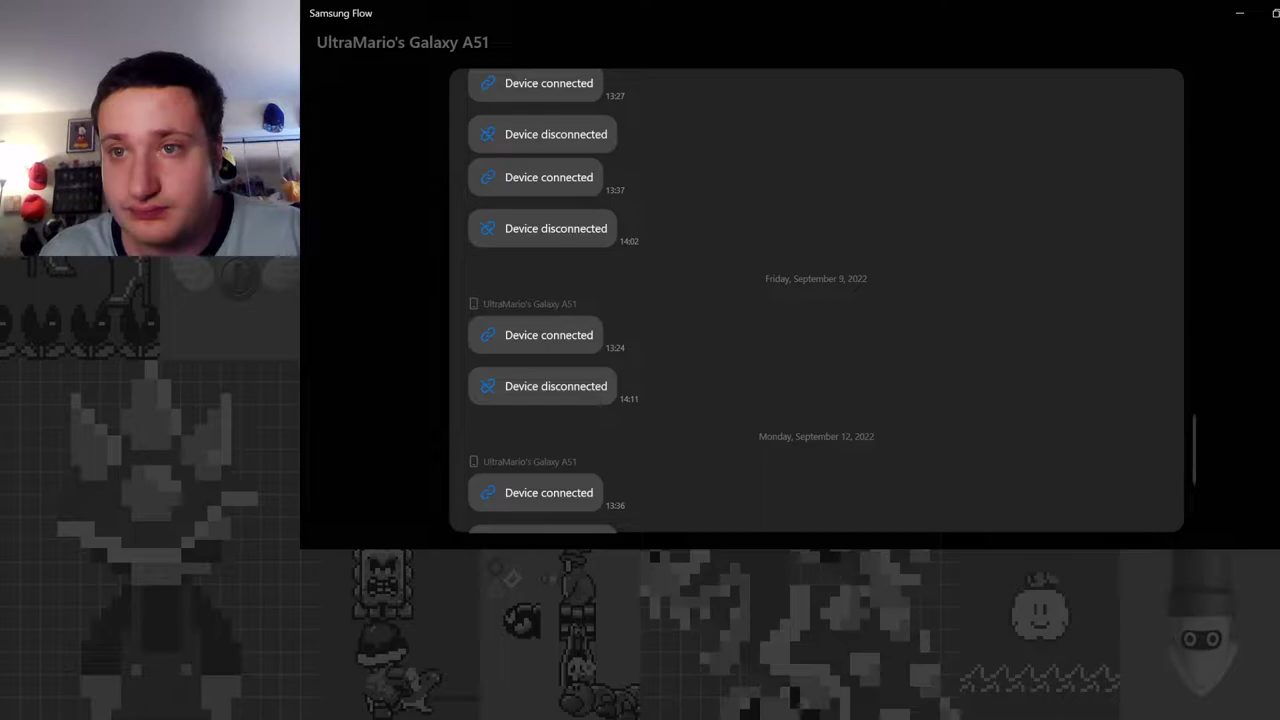 Samsung Flow
UltraMario's Galaxy A51
Device connected
13:27
Device disconnected
Device connected
13:37
Device disconnected
14:02
Friday, September 9, 2022
UltraMario's Galaxy A51
Device connected
13:24
Device disconnected
14:11
Monday, September 12, 2022
UltraMario's Galaxy A51
Device connected
13:36